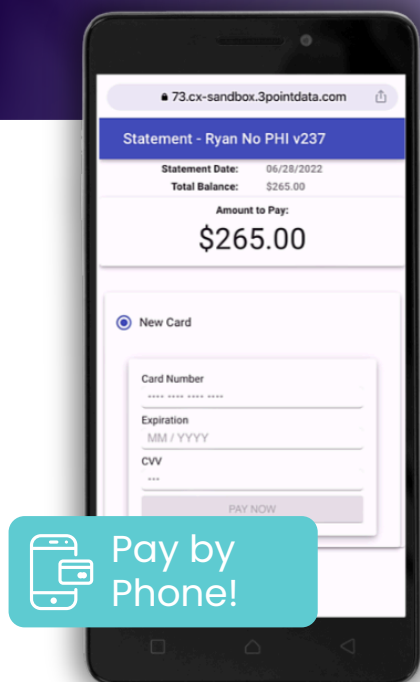 73.cx-sandbox.3pointdata.com
Statement - Ryan No PHI v237
Statement Date: 06/28/2022
Total Balance: $265.00
Amount to Pay:
$265.00
New Card
Card Number
---- ---- ---- ----
Expiration
MM / YYYY
CVV
---
PAY NOW
Pay by
Phone!